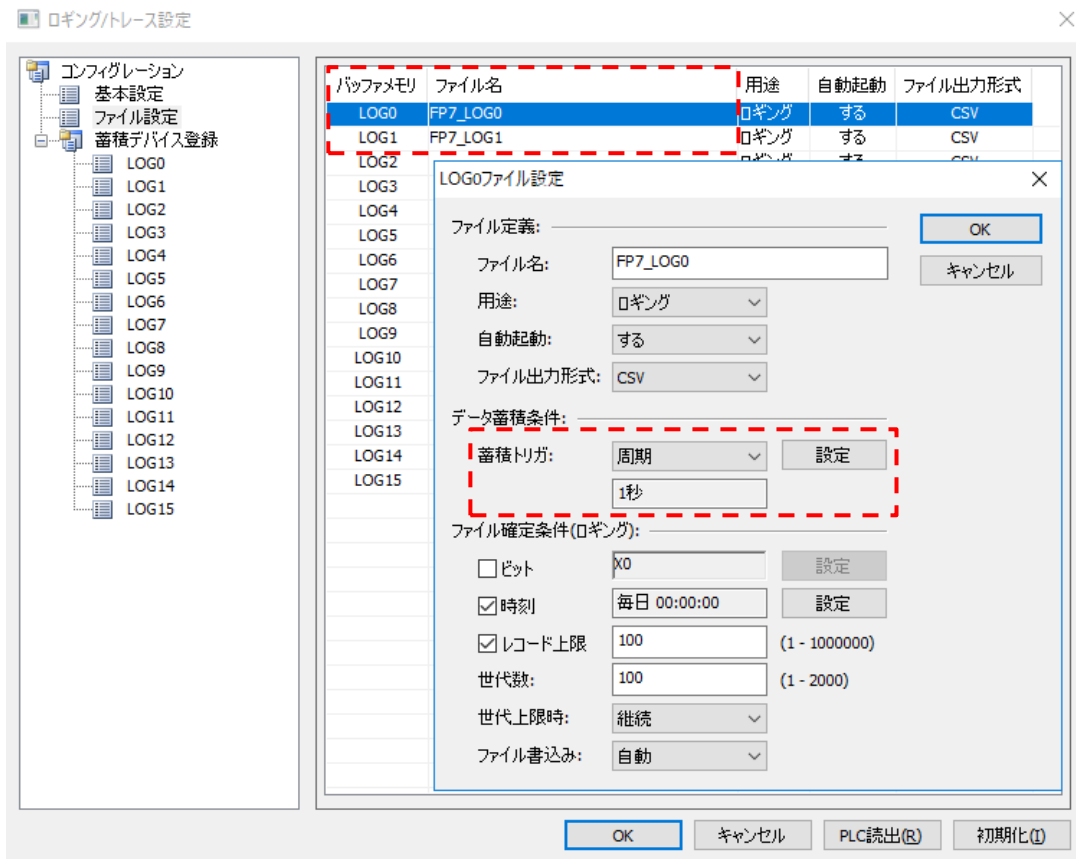 ロギング/トレース設定
コンフィグレーション
基本設定
ファイル設定
蓄積デバイス登録
LOG0
LOG1
LOG2
LOG3
LOG4
LOG5
LOG6
LOG7
LOG8
LOG9
LOG10
LOG11
LOG12
LOG13
LOG14
LOG15
バッファメモリ ファイル名 用途 自動起動 ファイル出力形式
LOG0 FP7_LOG0 ロギング する CSV
LOG1 FP7_LOG1 ロギング する CSV
LOG2 ロギング する CSV
LOG3
LOG4
LOG5
LOG6
LOG7
LOG8
LOG9
LOG10
LOG11
LOG12
LOG13
LOG14
LOG15
LOG0ファイル設定
ファイル定義:
ファイル名: FP7_LOG0
用途: ロギング
自動起動: する
ファイル出力形式: CSV
データ蓄積条件:
蓄積トリガ: 周期 設定
1秒
ファイル確定条件(ロギング):
ビット X0 設定
時刻 毎日 00:00:00 設定
レコード上限 100 (1 - 1000000)
世代数: 100 (1 - 2000)
世代上限時: 継続
ファイル書込み: 自動
OK
キャンセル
OK キャンセル PLC読出(R) 初期化(I)